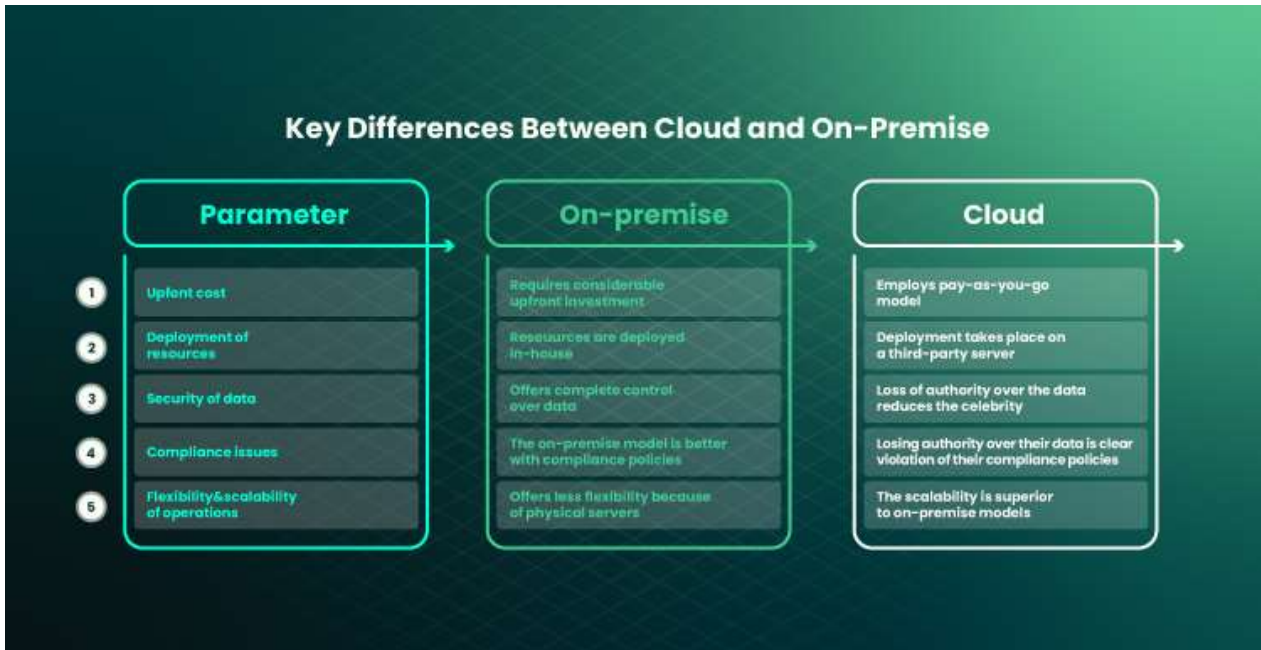 Key Differences Between Cloud and On-Premise
Parameter
On-premise
Cloud
1
Upfont cost
Requires considerable
upfront investment
Employs pay-as-you-go
model
2
Deployment of
resources
Resouurces are deployed
in-house
Deployment takes place on
a third-party server
3
Security of data
Offers complete control
over data
Loss of authority over the data
reduces the celebrity
4
Compliance issues
The on-premise model is better
with compliance policies
Losing authority over their data is clear
violation of their compliance policies
5
Flexibility&scalability
of operations
Offers less flexibility because
of physical servers
The scalability is superior
to on-premise models